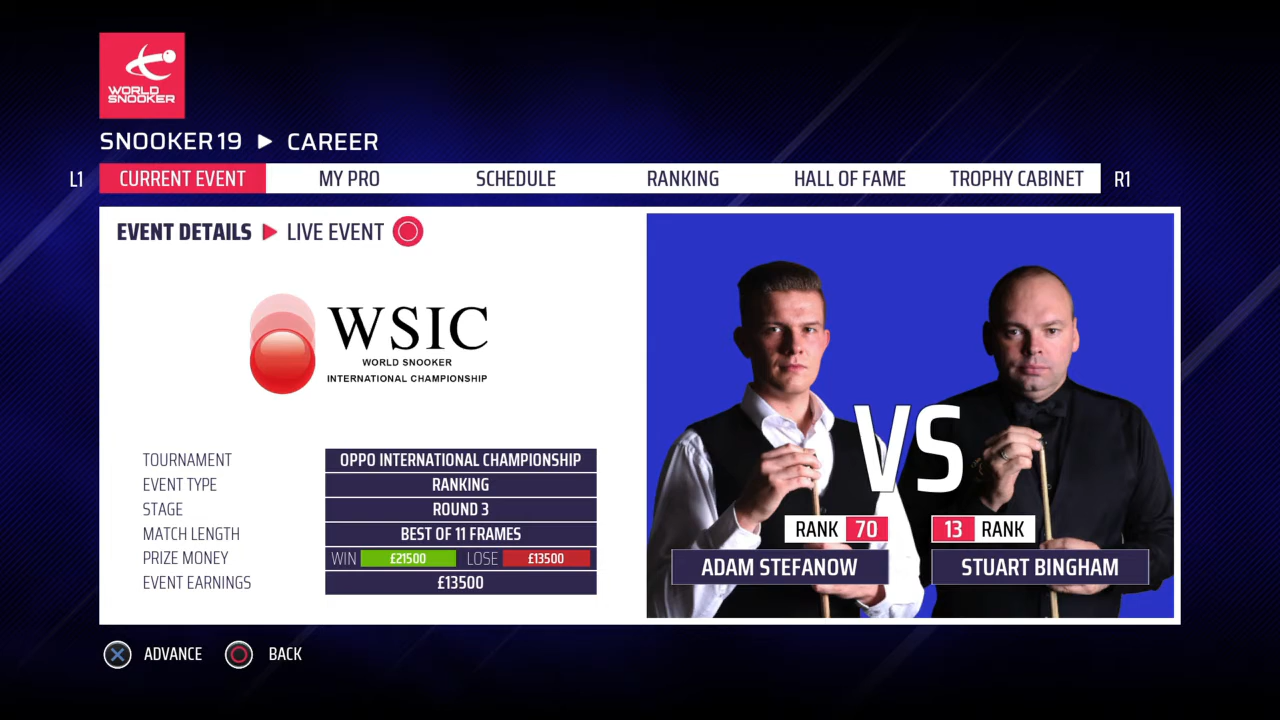 WORLD
SNOOKER
SNOOKER 19 ▶ CAREER
L1 CURRENT EVENT MY PRO SCHEDULE RANKING HALL OF FAME TROPHY CABINET R1
EVENT DETAILS ▶ LIVE EVENT
WSIC
WORLD SNOOKER
INTERNATIONAL CHAMPIONSHIP
TOURNAMENT OPPO INTERNATIONAL CHAMPIONSHIP
EVENT TYPE RANKING
STAGE ROUND 3
MATCH LENGTH BEST OF 11 FRAMES
PRIZE MONEY WIN £21500 LOSE £13500
EVENT EARNINGS £13500
VS
RANK 70 13 RANK
ADAM STEFANOW STUART BINGHAM
ADVANCE BACK